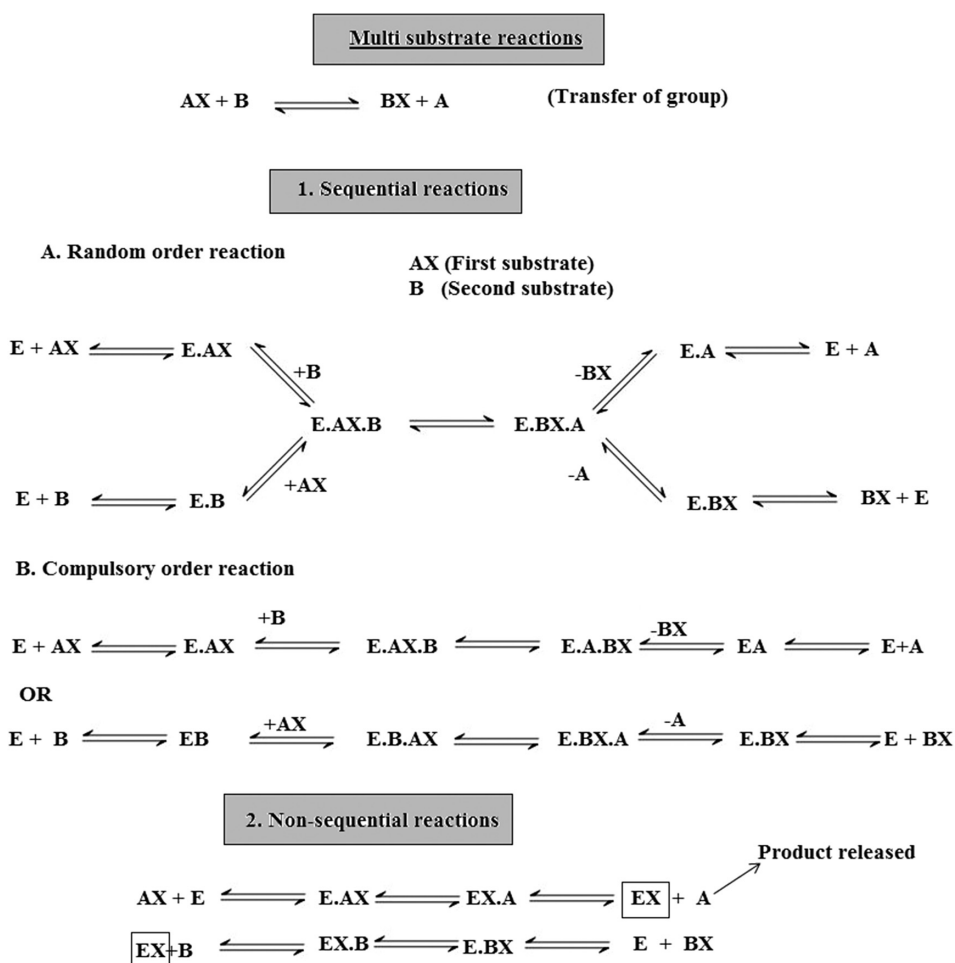 Multi substrate reactions
AX + B ⇌ BX + A (Transfer of group)
1. Sequential reactions
A. Random order reaction
AX (First substrate)
B (Second substrate)
E + AX ⇌ E.AX E.A ⇌ E + A
+B -BX
E.AX.B ⇌ E.BX.A
+AX -A
E + B ⇌ E.B E.BX ⇌ BX + E
B. Compulsory order reaction
+B -BX
E + AX ⇌ E.AX ⇌ E.AX.B ⇌ E.A.BX ⇌ EA ⇌ E+A
OR
+AX -A
E + B ⇌ EB ⇌ E.B.AX ⇌ E.BX.A ⇌ E.BX ⇌ E + BX
2. Non-sequential reactions
Product released
AX + E ⇌ E.AX ⇌ EX.A ⇌ EX + A
EX+B ⇌ EX.B ⇌ E.BX ⇌ E + BX